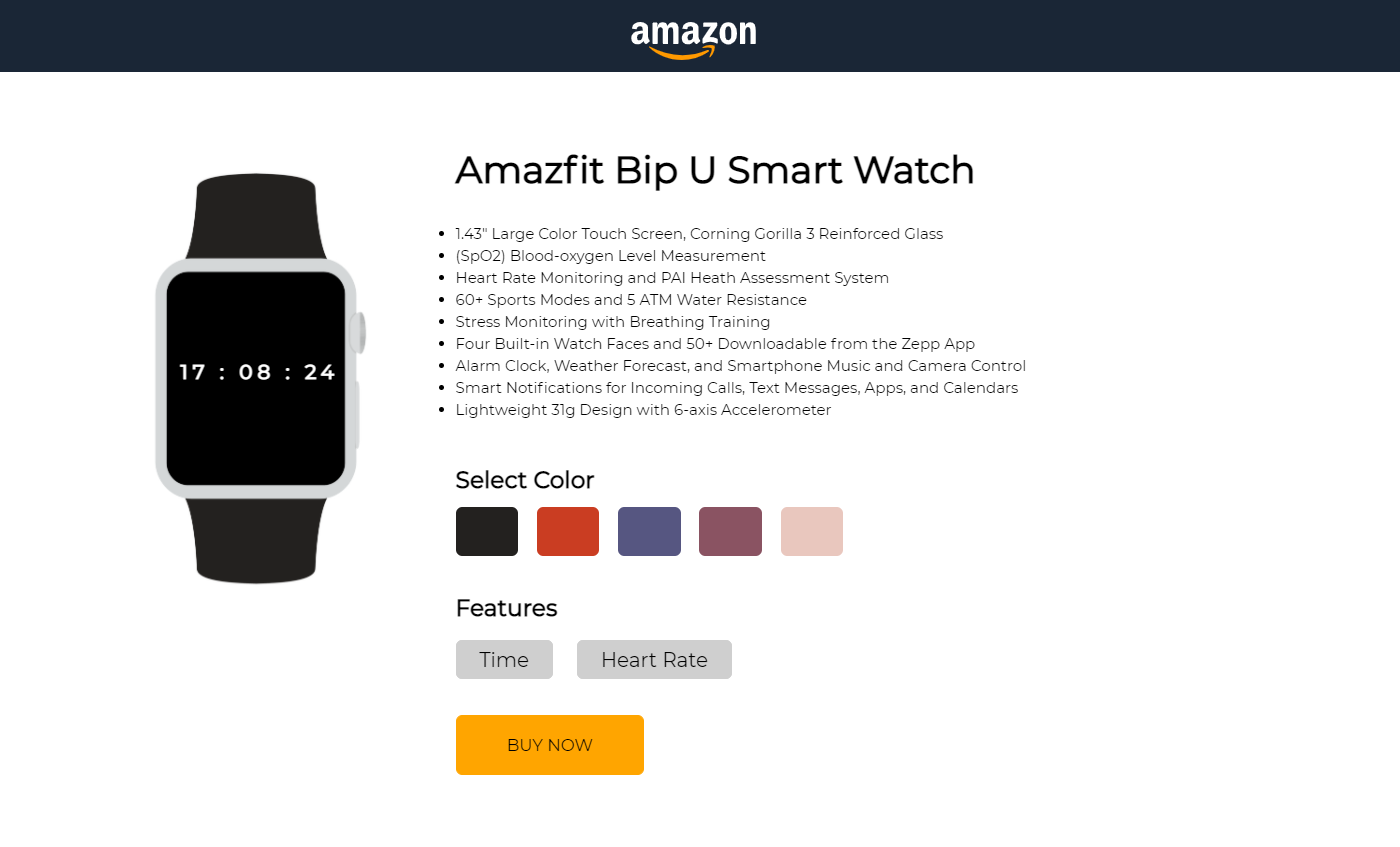 amazon
Amazfit Bip U Smart Watch
1.43" Large Color Touch Screen, Corning Gorilla 3 Reinforced Glass
(SpO2) Blood-oxygen Level Measurement
Heart Rate Monitoring and PAI Heath Assessment System
60+ Sports Modes and 5 ATM Water Resistance
Stress Monitoring with Breathing Training
Four Built-in Watch Faces and 50+ Downloadable from the Zepp App
Alarm Clock, Weather Forecast, and Smartphone Music and Camera Control
Smart Notifications for Incoming Calls, Text Messages, Apps, and Calendars
Lightweight 31g Design with 6-axis Accelerometer
17 : 08 : 24
Select Color
Features
Time
Heart Rate
BUY NOW